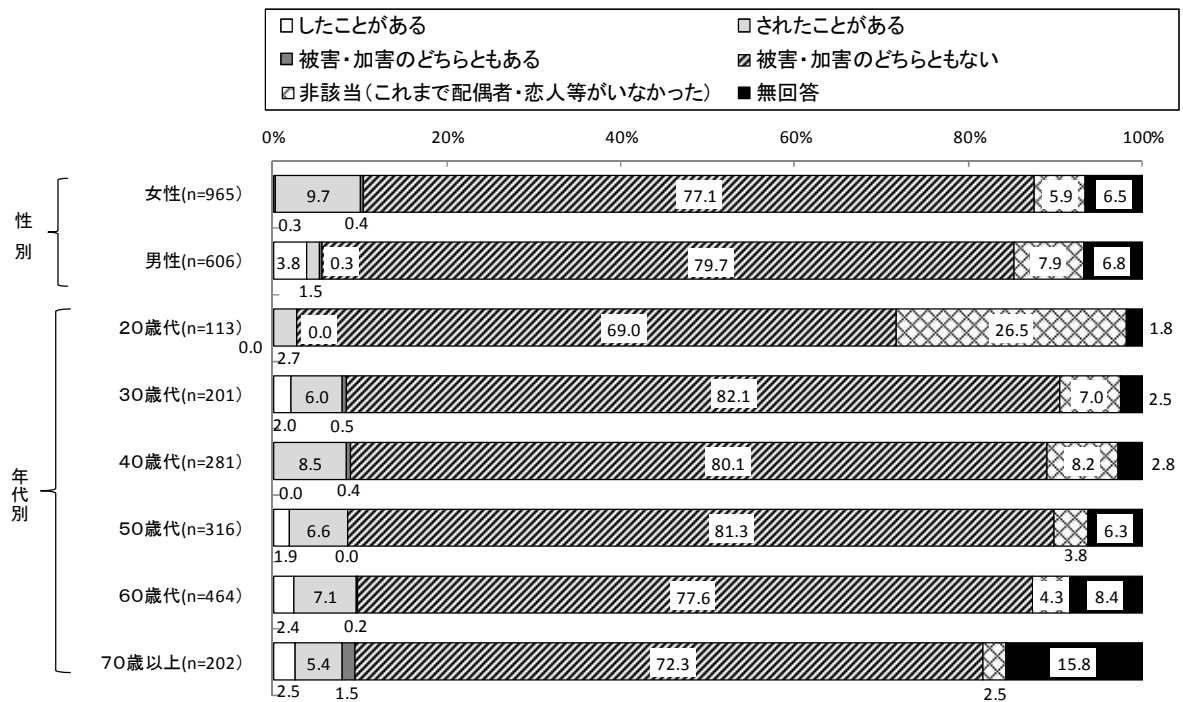 したことがある
されたことがある
被害・加害のどちらともある
被害・加害のどちらともない
非該当（これまで配偶者・恋人等がいなかった）
無回答
0% 20% 40% 60% 80% 100%
性別
女性(n=965)
9.7 77.1 5.9 6.5
0.3 0.4
男性(n=606)
3.8 0.3 79.7 7.9 6.8
1.5
年代別
20歳代(n=113)
0.0 69.0 26.5 1.8
0.0 2.7
30歳代(n=201)
6.0 82.1 7.0 2.5
2.0 0.5
40歳代(n=281)
8.5 80.1 8.2 2.8
0.0 0.4
50歳代(n=316)
6.6 81.3 6.3
1.9 0.0 3.8
60歳代(n=464)
7.1 77.6 4.3 8.4
2.4 0.2
70歳以上(n=202)
5.4 72.3 15.8
2.5 1.5 2.5